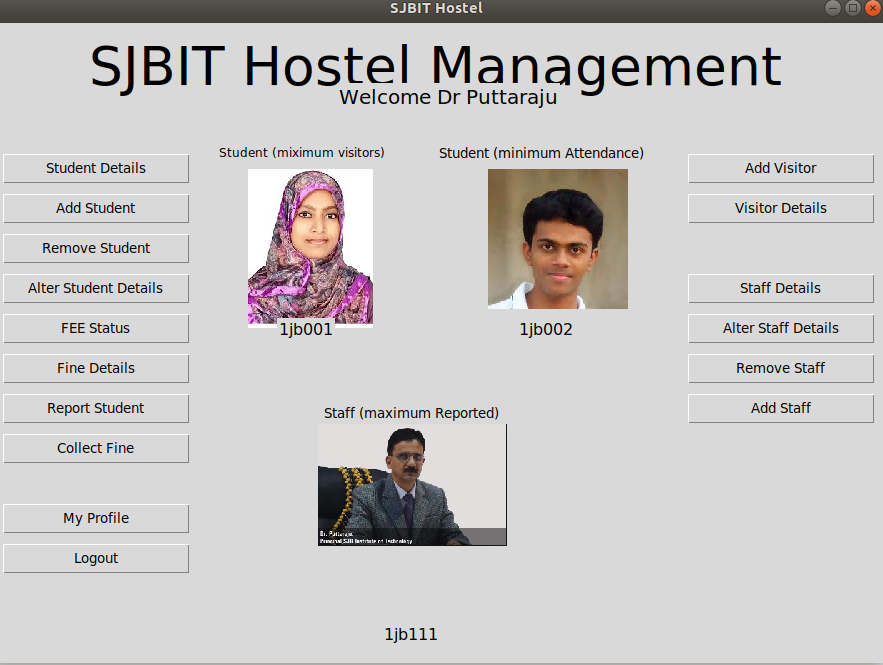 SJBIT Hostel
SJBIT Hostel Management
Welcome Dr Puttaraju
Student Details
Add Student
Remove Student
Alter Student Details
FEE Status
Fine Details
Report Student
Collect Fine
My Profile
Logout
Student (miximum visitors)
1jb001
Student (minimum Attendance)
1jb002
Staff (maximum Reported)
Dr. Puttaraju
Institute of Technology
1jb111
Add Visitor
Visitor Details
Staff Details
Alter Staff Details
Remove Staff
Add Staff